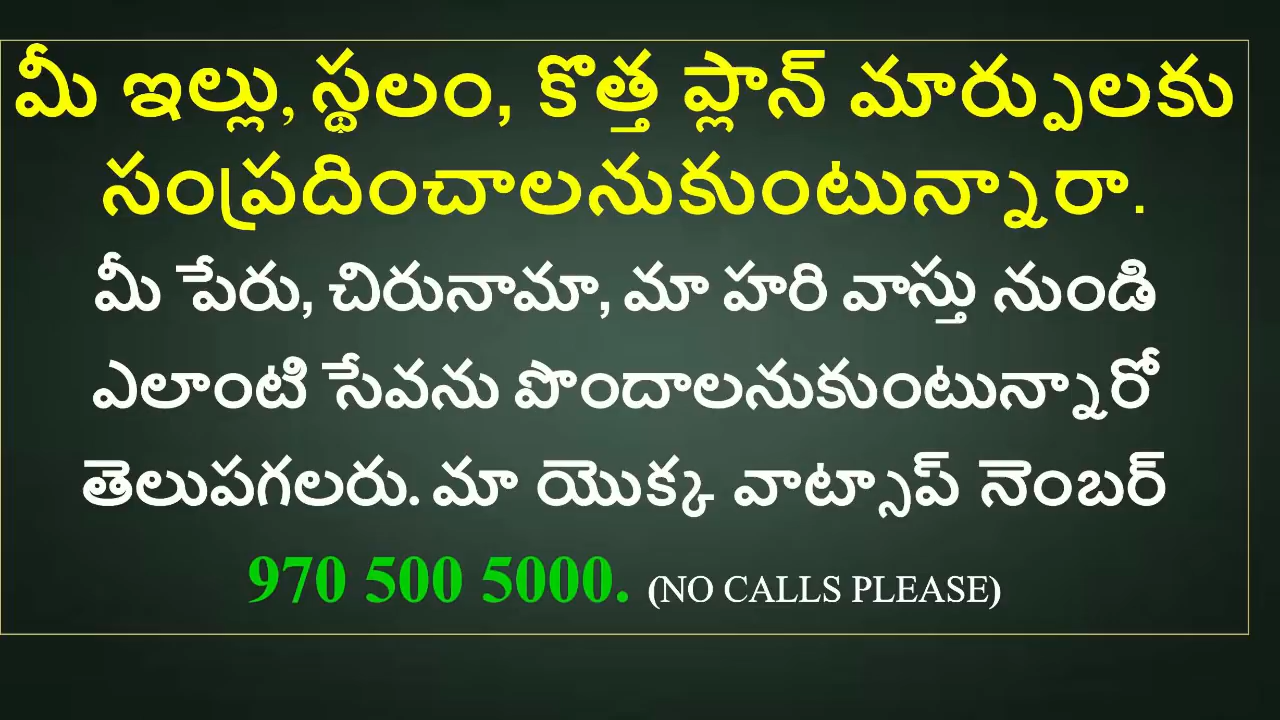 మీ ఇల్లు, స్థలం, కొత్త ప్లాన్ మార్పులకు
సంప్రదించాలనుకుంటున్నారా.
మీ పేరు, చిరునామా, మా హరి వాస్తు నుండి
ఎలాంటి సేవను పొందాలనుకుంటున్నారో
తెలుపగలరు. మా యొక్క వాట్సాప్ నెంబర్
970 500 5000. (NO CALLS PLEASE)